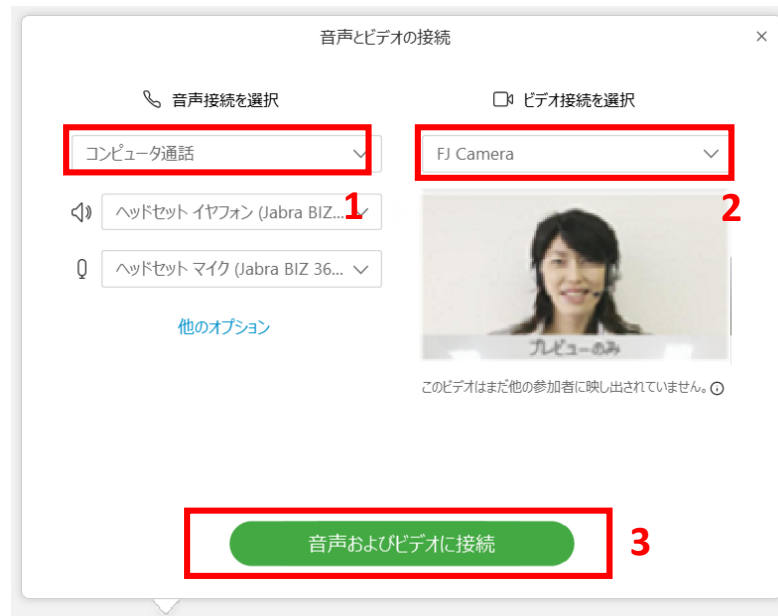 音声とビデオの接続
音声接続を選択
コンピュータ通話
1
ヘッドセット イヤフォン (Jabra BIZ...
ヘッドセット マイク (Jabra BIZ 36...
他のオプション
ビデオ接続を選択
FJ Camera
2
プレビューのみ
このビデオはまだ他の参加者に映し出されていません。
音声およびビデオに接続
3